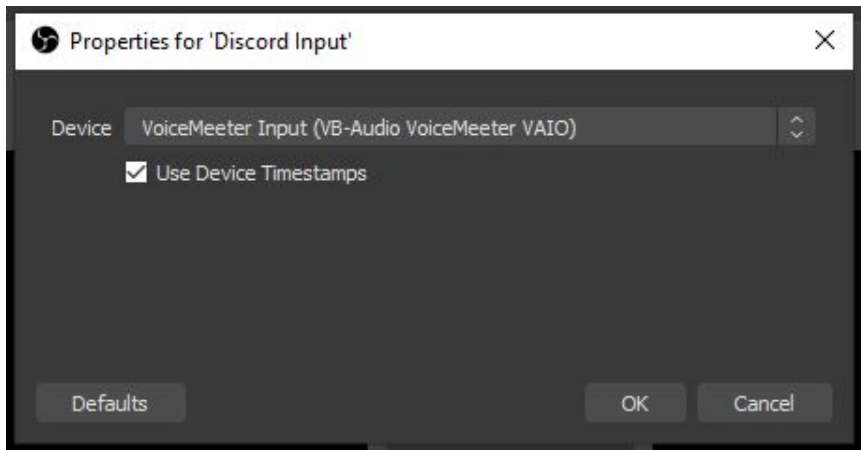 Properties for 'Discord Input'
Device VoiceMeeter Input (VB-Audio VoiceMeeter VAIO)
Use Device Timestamps
Defaults OK Cancel